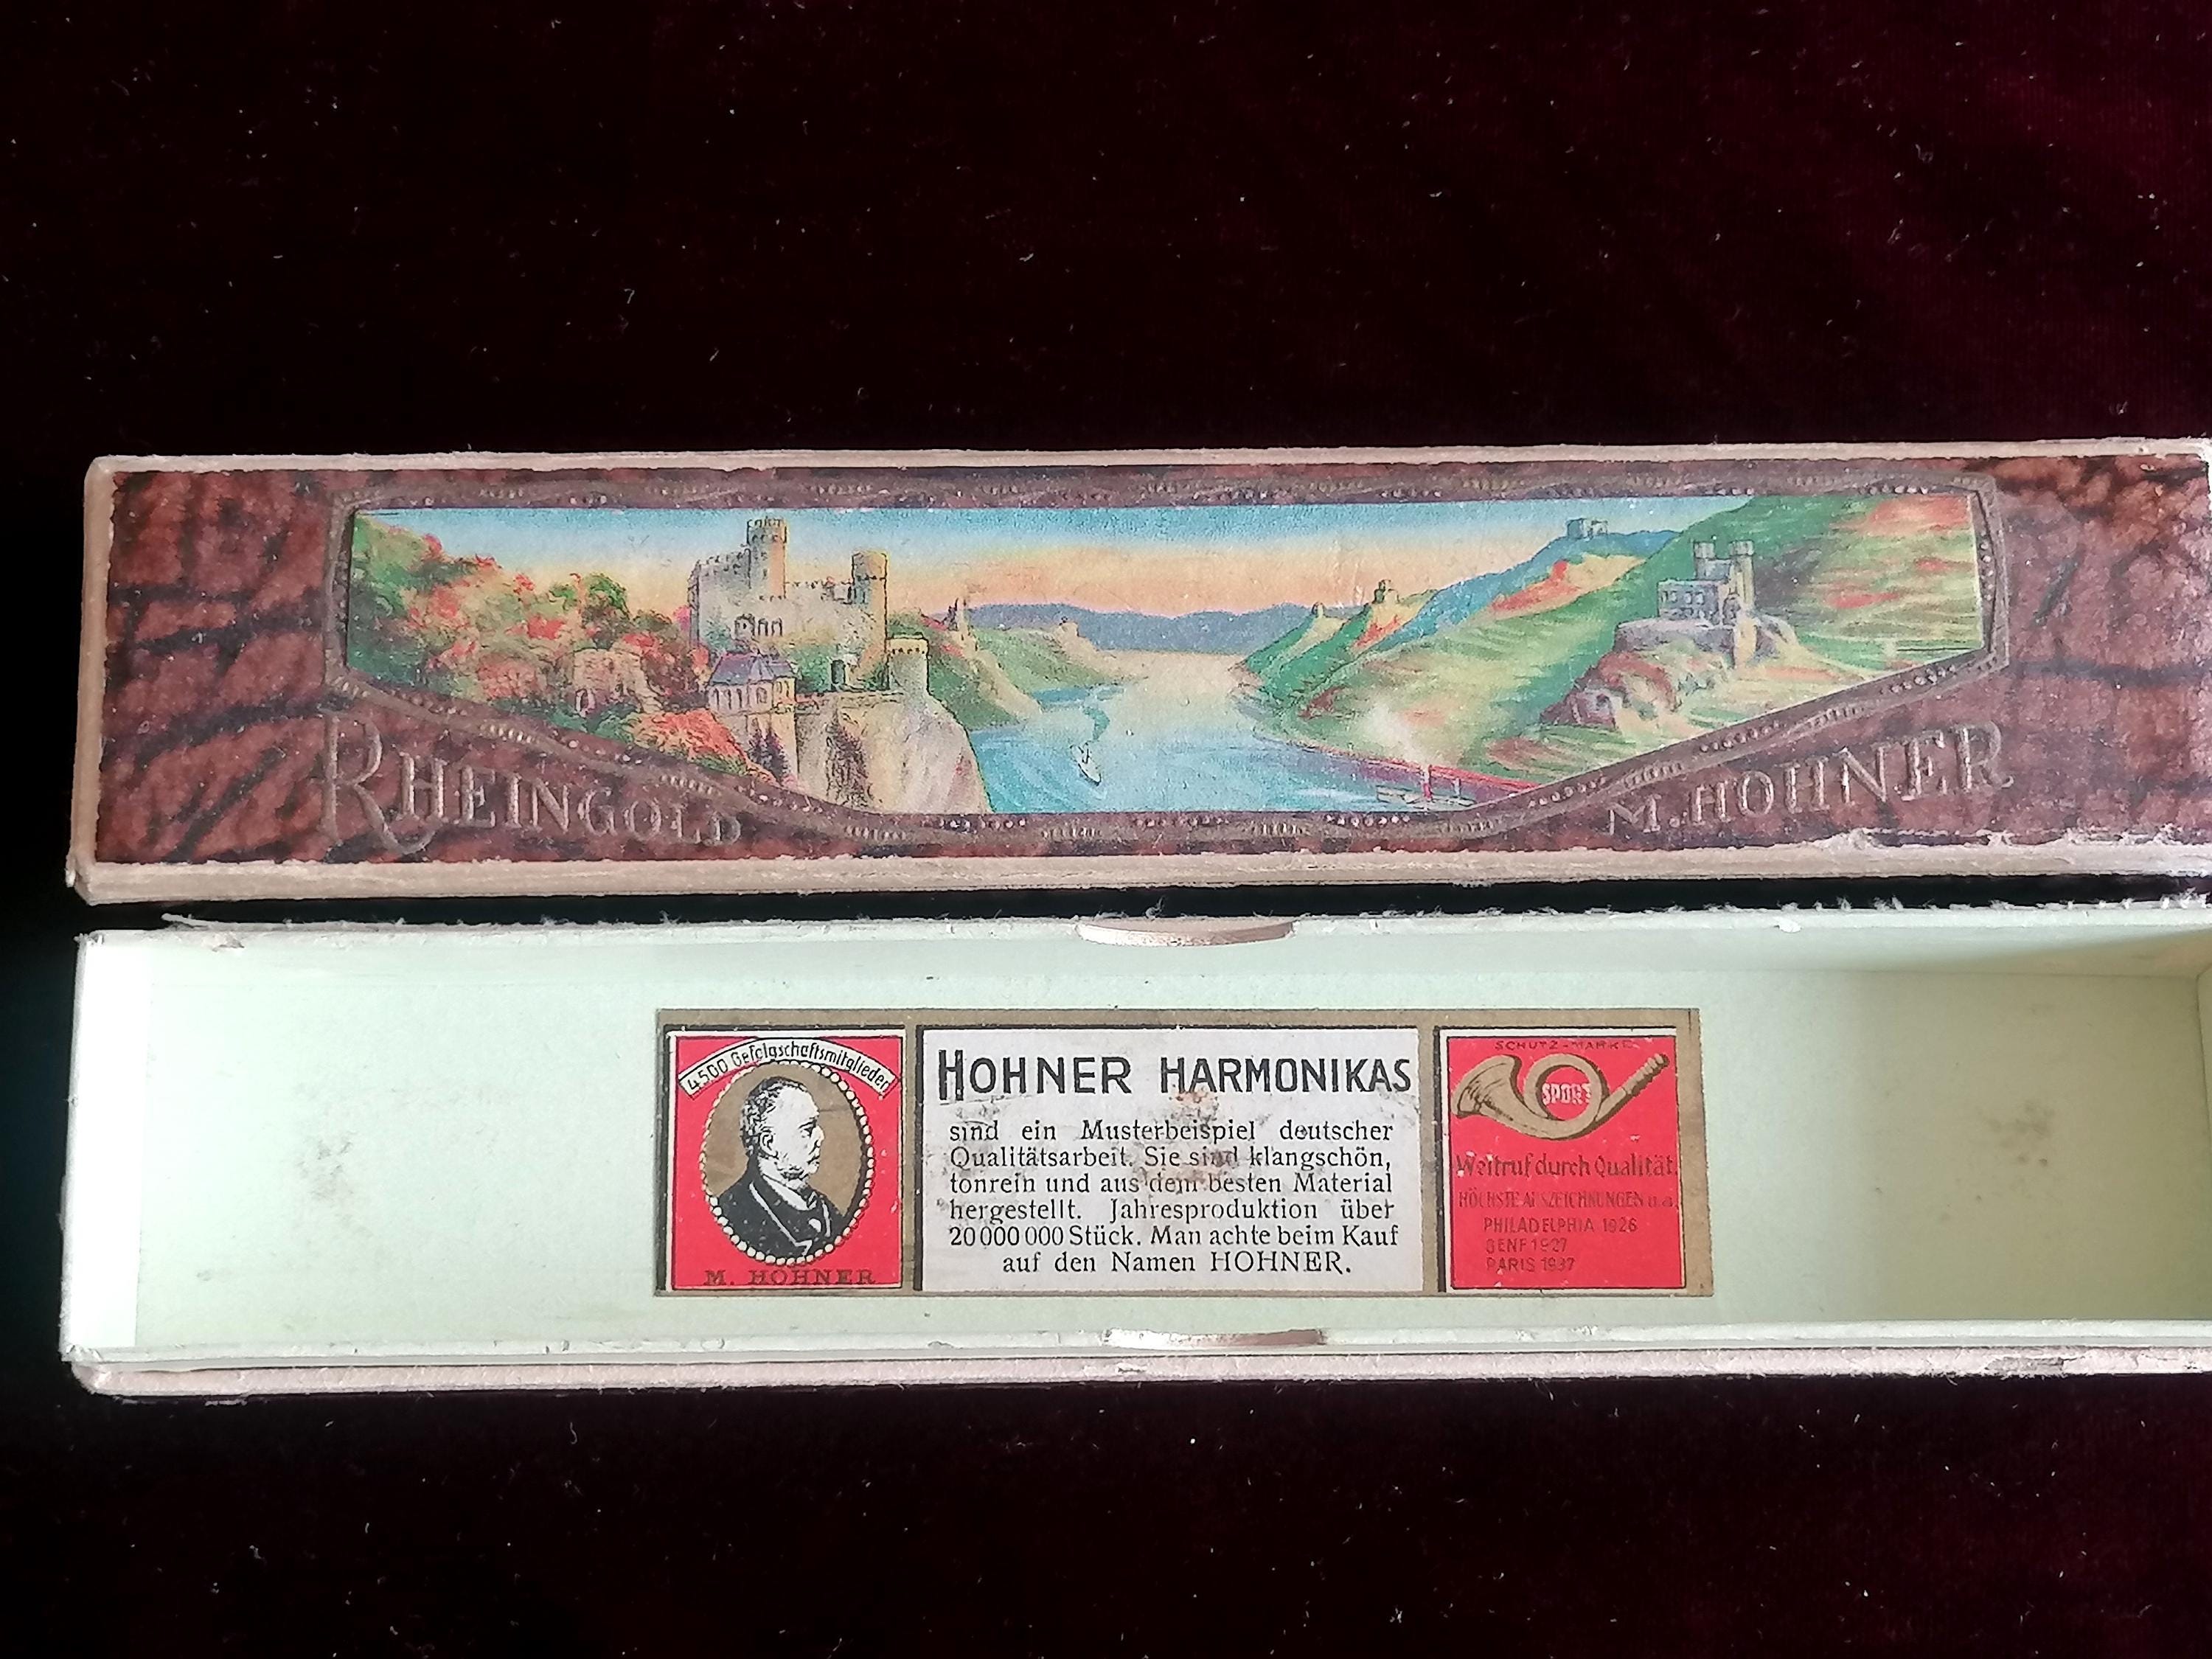 RHEINGOLD
M. HOHNER
4500 Gefolgschaftsmitglieder
M. HOHNER
HOHNER HARMONIKAS
sind ein Musterbeispiel deutscher
Qualitätsarbeit. Sie sind klangschön,
tonrein und aus dem besten Material
hergestellt. Jahresproduktion über
20 000 000 Stück. Man achte beim Kauf
auf den Namen HOHNER.
SCHUTZ-MARKE
SPORT
Weltruf durch Qualität.
HÖCHSTE AUSZEICHNUNGEN u.a.
PHILADELPHIA 1926
GENF 1927
PARIS 1937